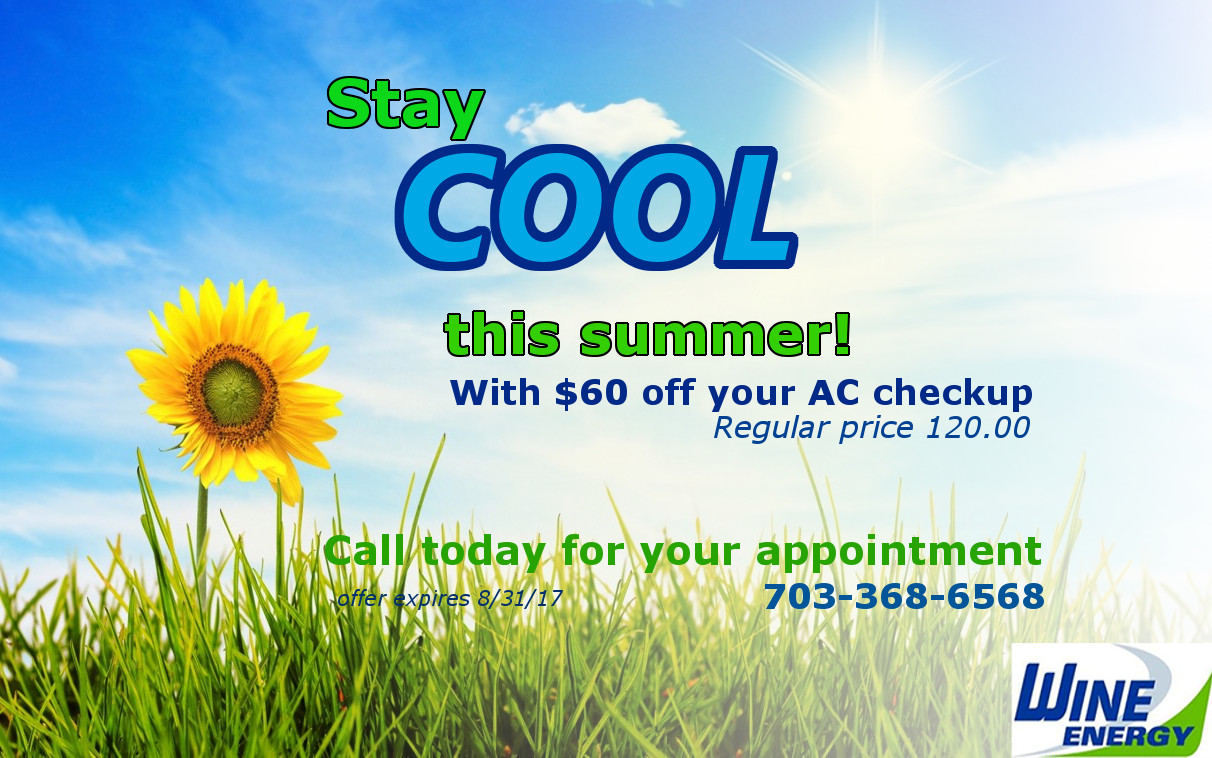 Stay
COOL
this summer!
With $60 off your AC checkup
Regular price 120.00
Call today for your appointment
offer expires 8/31/17
703-368-6568
WINE
ENERGY